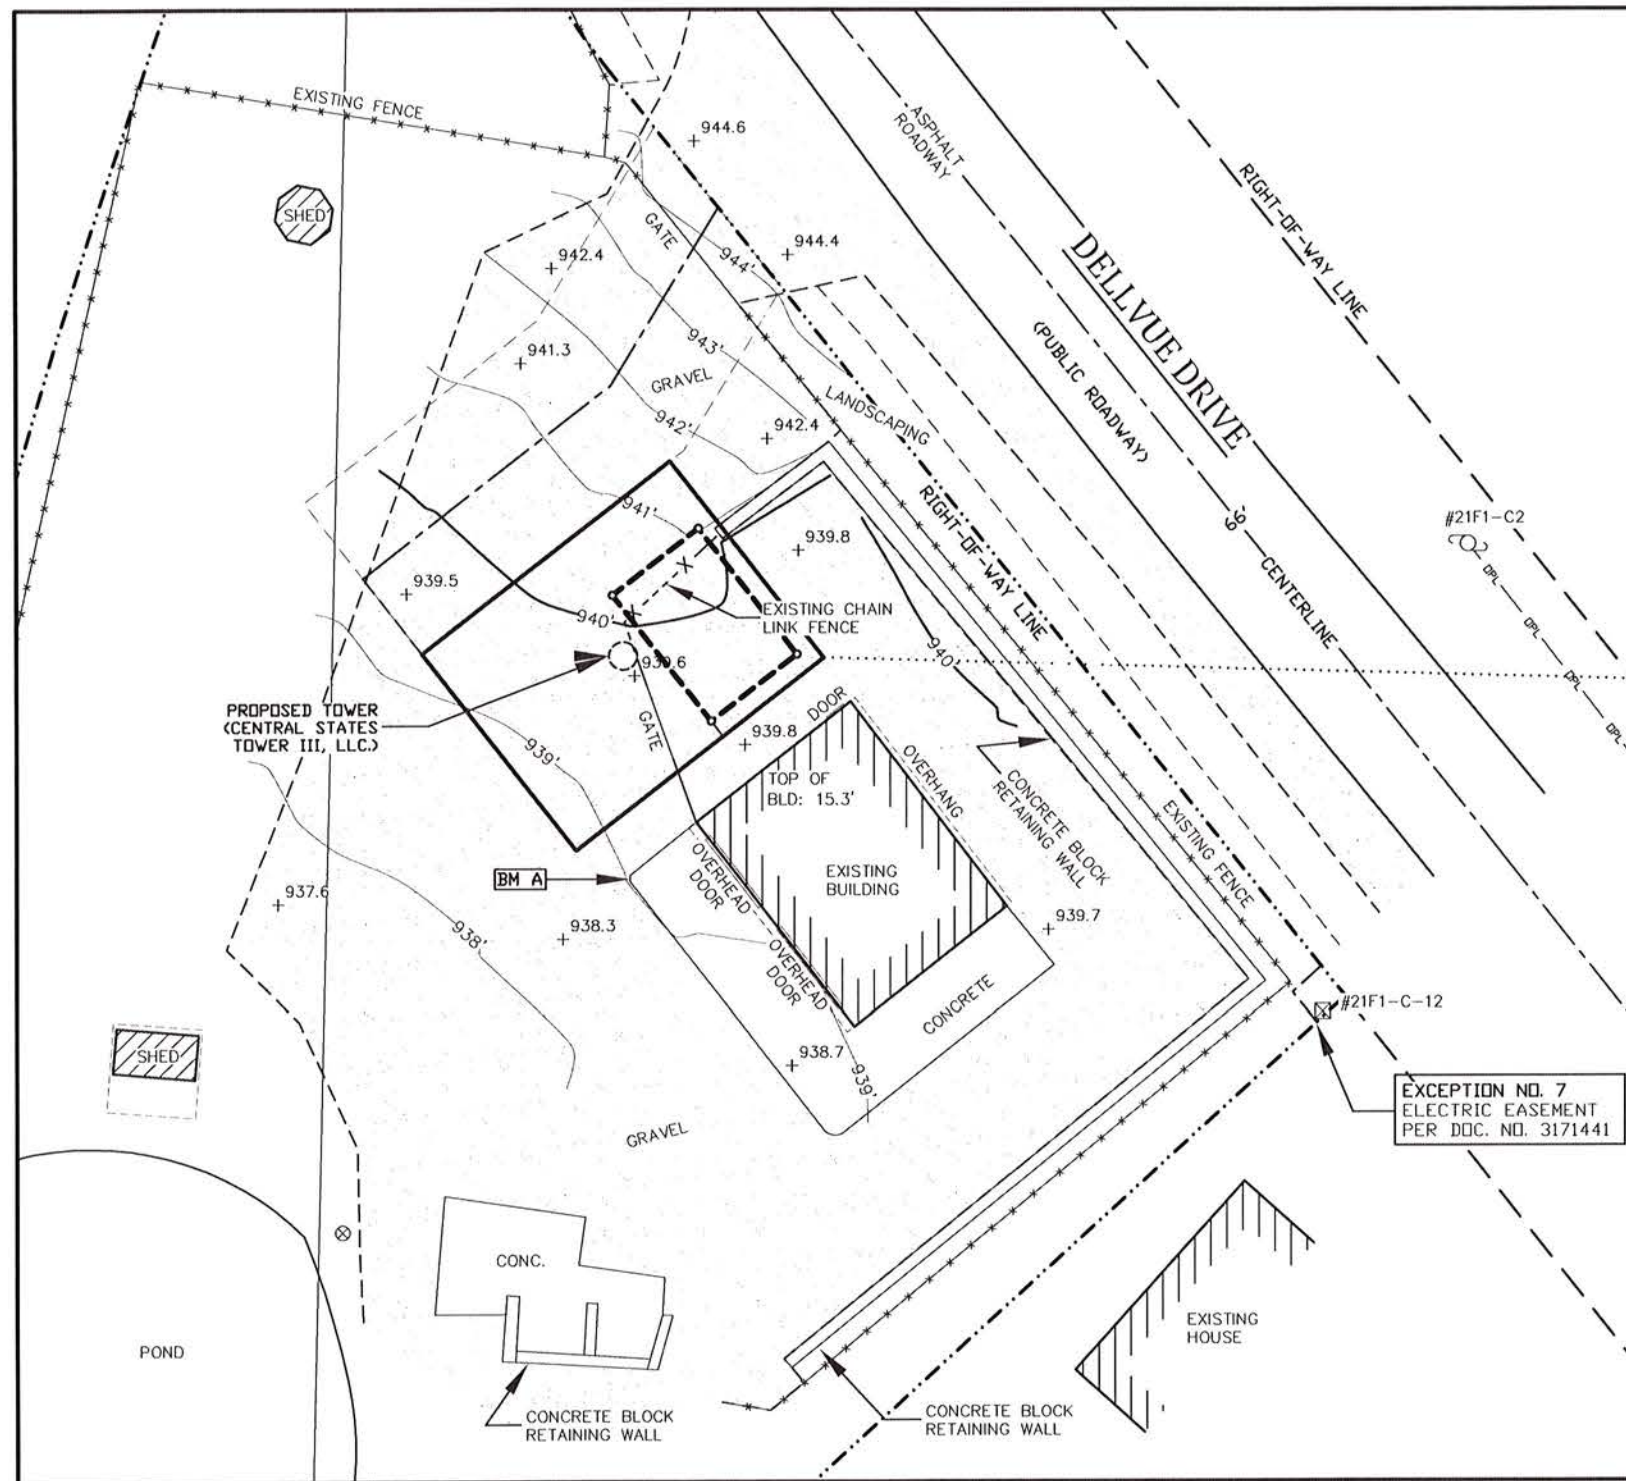 EXISTING FENCE
944.6
ASPHALT
ROADWAY
RIGHT-OF-WAY LINE
SHED
GATE
942.4
944'
944.4
DELLVUE DRIVE
(PUBLIC ROADWAY)
941.3
943'
GRAVEL
942'
942.4
LANDSCAPING
RIGHT-OF-WAY LINE
66'
CENTERLINE
#21F1-C2
OPL
OPL
OPL
OPL
941'
939.8
939.5
940'
EXISTING CHAIN
LINK FENCE
940'
939.6
PROPOSED TOWER
(CENTRAL STATES
TOWER III, LLC.)
GATE
DOOR
939.8
939'
TOP OF
BLD: 15.3'
OVERHANG
CONCRETE BLOCK
RETAINING WALL
EXISTING FENCE
OVERHEAD
DOOR
EXISTING
BUILDING
BM A
937.6
938.3
938'
939.7
OVERHEAD
DOOR
CONCRETE
#21F1-C-12
SHED
938.7
939'
EXCEPTION NO. 7
ELECTRIC EASEMENT
PER DOC. NO. 3171441
GRAVEL
CONC.
POND
EXISTING
HOUSE
CONCRETE BLOCK
RETAINING WALL
CONCRETE BLOCK
RETAINING WALL